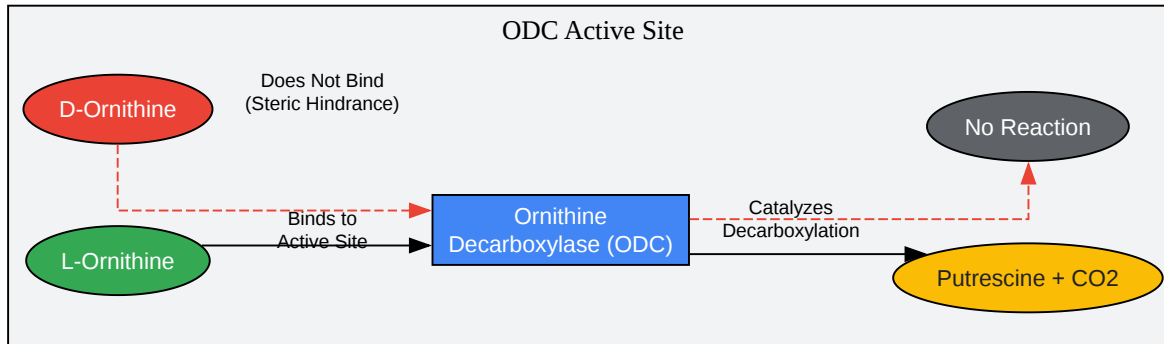 ODC Active Site
Does Not Bind
(Steric Hindrance)
D-Ornithine
No Reaction
Binds to
Active Site
Ornithine
Decarboxylase (ODC)
Catalyzes
Decarboxylation
L-Ornithine
Putrescine + CO2